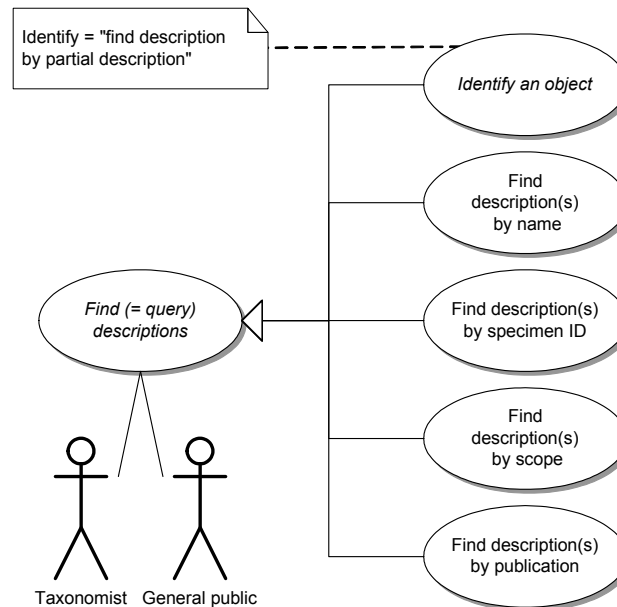 Identify = "find description
by partial description"
Identify an object
Find
description(s)
by name
Find (= query)
descriptions
Find description(s)
by specimen ID
Find
description(s)
by scope
Find description(s)
by publication
Taxonomist
General public